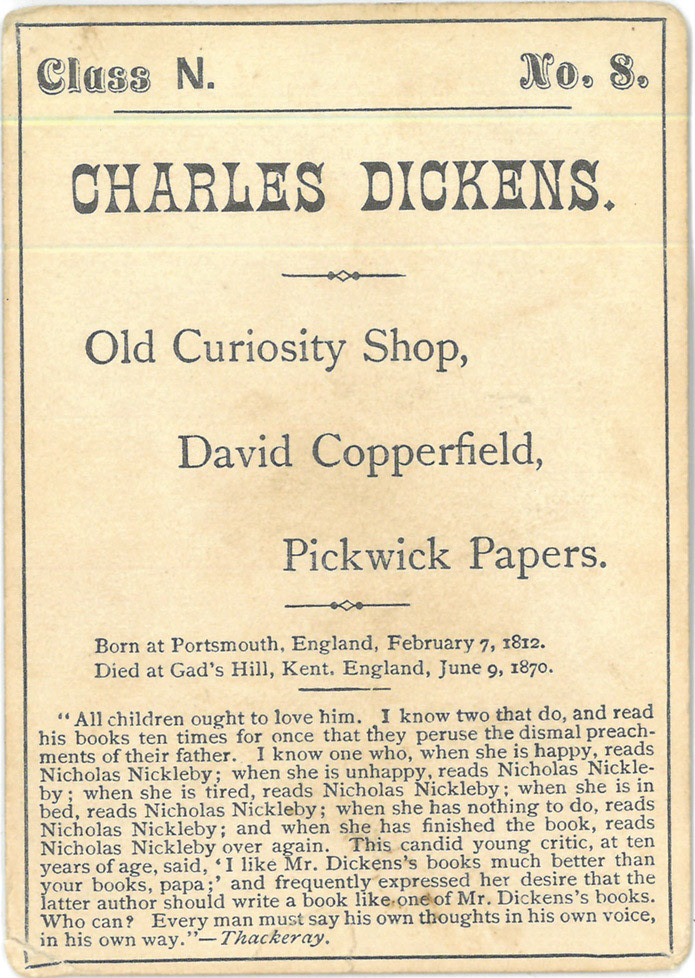 Class N.
No. 8.
CHARLES DICKENS.
Old Curiosity Shop,
David Copperfield,
Pickwick Papers.
Born at Portsmouth, England, February 7, 1812.
Died at Gad's Hill, Kent. England, June 9, 1870.
"All children ought to love him. I know two that do, and read
his books ten times for once that they peruse the dismal preach-
ments of their father. I know one who, when she is happy, reads
Nicholas Nickleby; when she is unhappy, reads Nicholas Nickle-
by; when she is tired, reads Nicholas Nickleby; when she is in
bed, reads Nicholas Nickleby; when she has nothing to do, reads
Nicholas Nickleby; and when she has finished the book, reads
Nicholas Nickleby over again. This candid young critic, at ten
years of age, said, 'I like Mr. Dickens's books much better than
your books, papa;' and frequently expressed her desire that the
latter author should write a book like one of Mr. Dickens's books.
Who can? Every man must say his own thoughts in his own voice,
in his own way."—Thackeray.